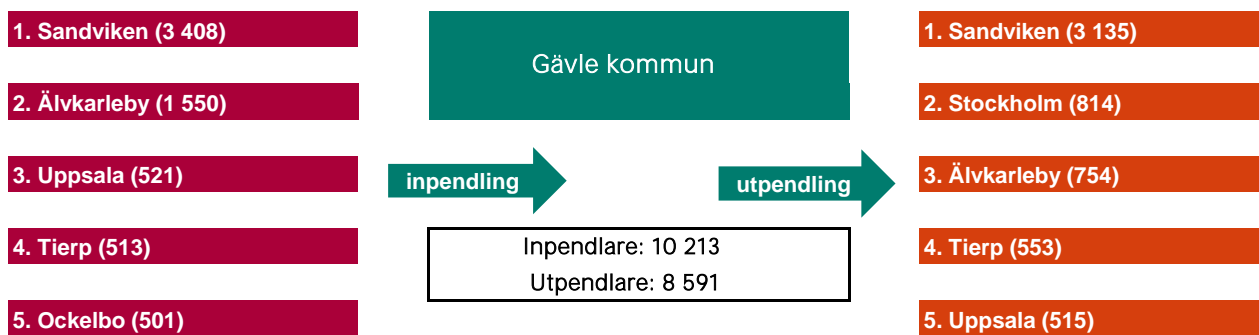 1. Sandviken (3 408)
2. Älvkarleby (1 550)
3. Uppsala (521)
4. Tierp (513)
5. Ockelbo (501)
Gävle kommun
inpendling
utpendling
Inpendlare: 10 213
Utpendlare: 8 591
1. Sandviken (3 135)
2. Stockholm (814)
3. Älvkarleby (754)
4. Tierp (553)
5. Uppsala (515)